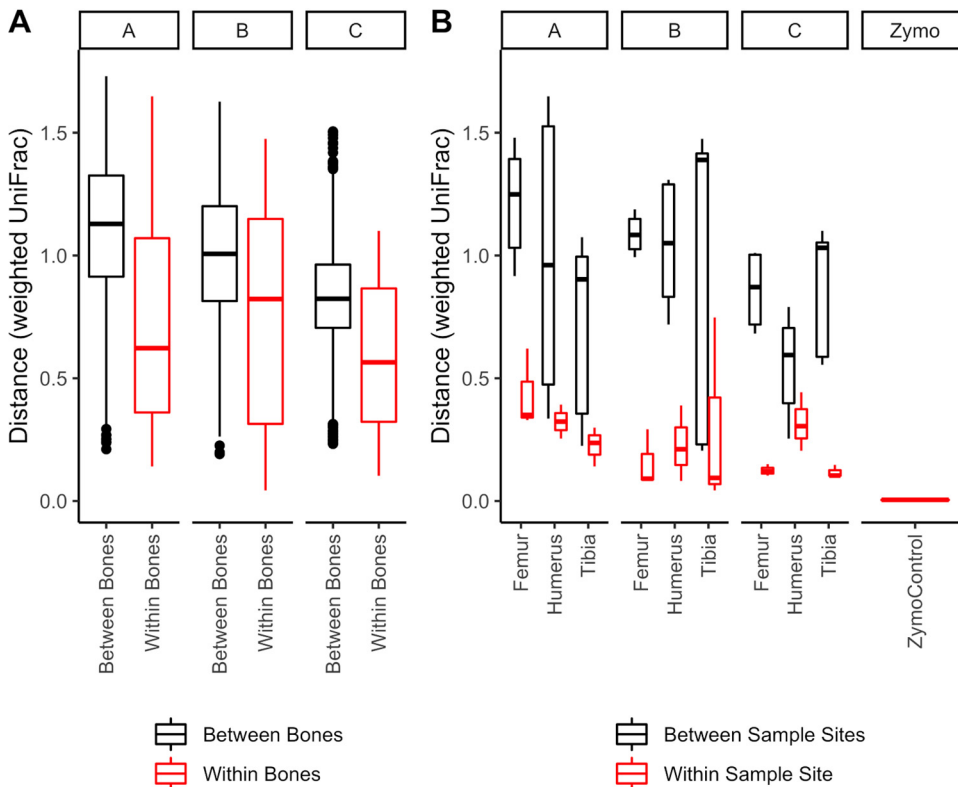 A
B
A
B
C
A
B
C
Zymo
Distance (weighted UniFrac)
1.5
1.0
0.5
0.0
Between Bones
Within Bones
Between Bones
Within Bones
Between Bones
Within Bones
Distance (weighted UniFrac)
1.5
1.0
0.5
0.0
Femur
Humerus
Tibia
Femur
Humerus
Tibia
Femur
Humerus
Tibia
ZymoControl
Between Bones
Within Bones
Between Sample Sites
Within Sample Site